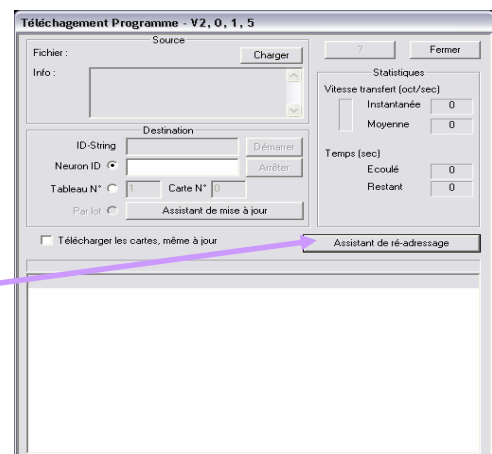 Téléchagement Programme - V2, 0, 1, 5
Source
Fichier :
Charger
Info :
Destination
ID-String
Démarrer
Neuron ID
Arrêter
Tableau N° 1 Carte N° 0
Par lot
Assistant de mise à jour
? Fermer
Statistiques
Vitesse transfert (oct/sec)
Instantanée 0
Moyenne 0
Temps (sec)
Ecoulé 0
Restant 0
Télécharger les cartes, même à jour
Assistant de ré-adressage